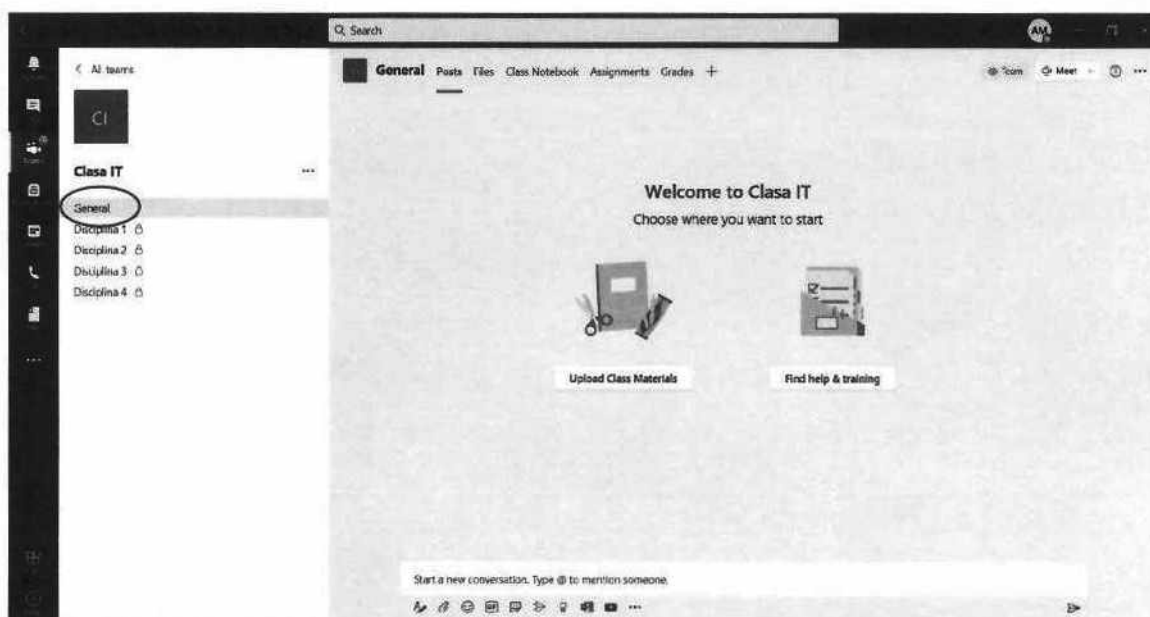 Search
AM
All teams
CI
Clasa IT
General
Disciplina 1
Disciplina 2
Disciplina 3
Disciplina 4
General Posts Files Class Notebook Assignments Grades +
Meet
Welcome to Clasa IT
Choose where you want to start
Upload Class Materials
Find help & training
Start a new conversation. Type @ to mention someone.
GIF